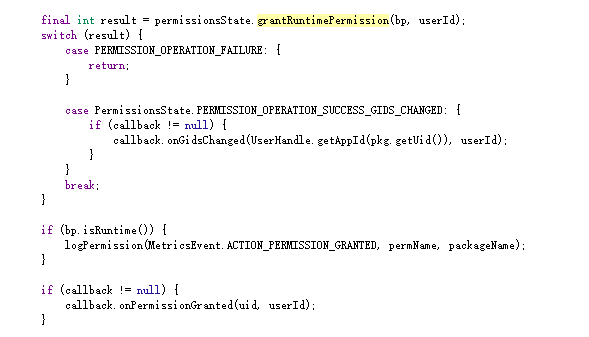 final int result = permissionsState.grantRuntimePermission(bp, userId);
switch (result) {
    case PERMISSION_OPERATION_FAILURE: {
        return;
    }

    case PermissionsState.PERMISSION_OPERATION_SUCCESS_GIDS_CHANGED: {
        if (callback != null) {
            callback.onGidsChanged(UserHandle.getAppId(pkg.getUid()), userId);
        }
    }
    break;
}

if (bp.isRuntime()) {
    logPermission(MetricsEvent.ACTION_PERMISSION_GRANTED, permName, packageName);
}

if (callback != null) {
    callback.onPermissionGranted(uid, userId);
}